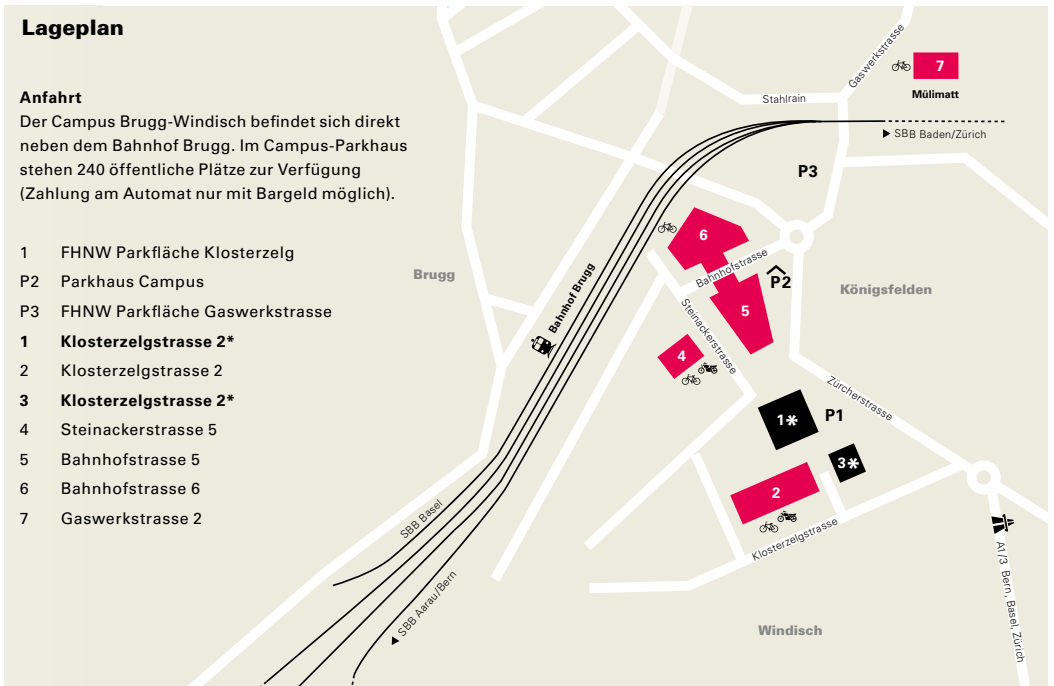 Lageplan
Anfahrt
Der Campus Brugg-Windisch befindet sich direkt
neben dem Bahnhof Brugg. Im Campus-Parkhaus
stehen 240 öffentliche Plätze zur Verfügung
(Zahlung am Automat nur mit Bargeld möglich).
1 FHNW Parkfläche Klosterzelg
P2 Parkhaus Campus
P3 FHNW Parkfläche Gaswerkstrasse
1 Klosterzelgstrasse 2*
2 Klosterzelgstrasse 2
3 Klosterzelgstrasse 2*
4 Steinackerstrasse 5
5 Bahnhofstrasse 5
6 Bahnhofstrasse 6
7 Gaswerkstrasse 2
Gaswerkstrasse
7
Mülimatt
Stahlrain
SBB Baden/Zürich
P3
6
Bahnhofstrasse
P2
Brugg
Bahnhof Brugg
Königsfelden
Steinackerstrasse
5
4
Zürcherstrasse
1*
P1
3*
2
Klosterzelgstrasse
SBB Basel
SBB Aarau/Bern
A1/3 Bern, Basel, Zürich
Windisch